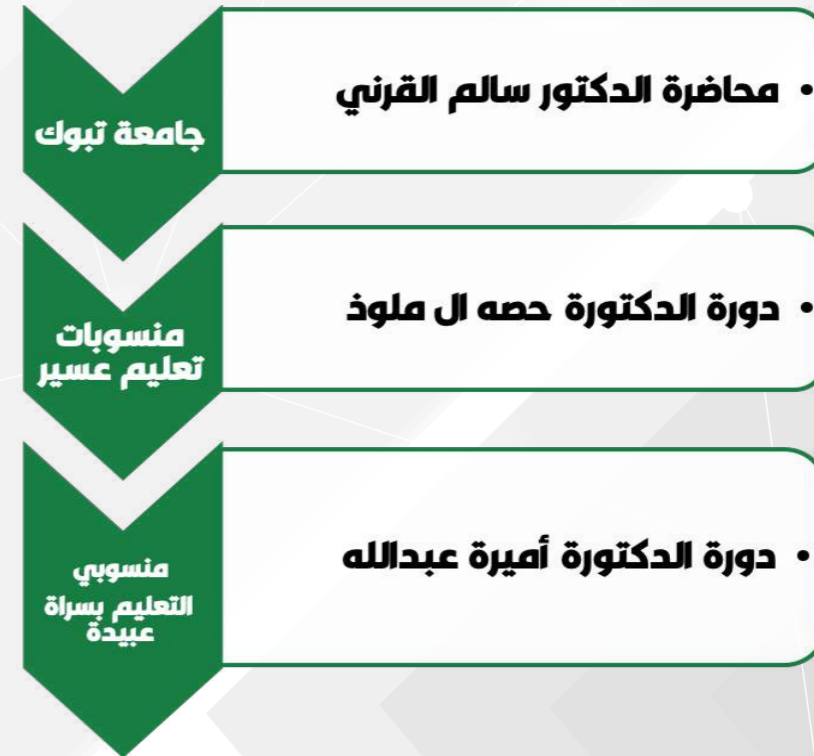 • محاضرة الدكتور سالم القرني
جامعة تبوك
• دورة الدكتورة حصه ال ملوذ
منسوبات
تعليم عسير
• دورة الدكتورة أميرة عبدالله
منسوبي
التعليم بسراة
عبيدة